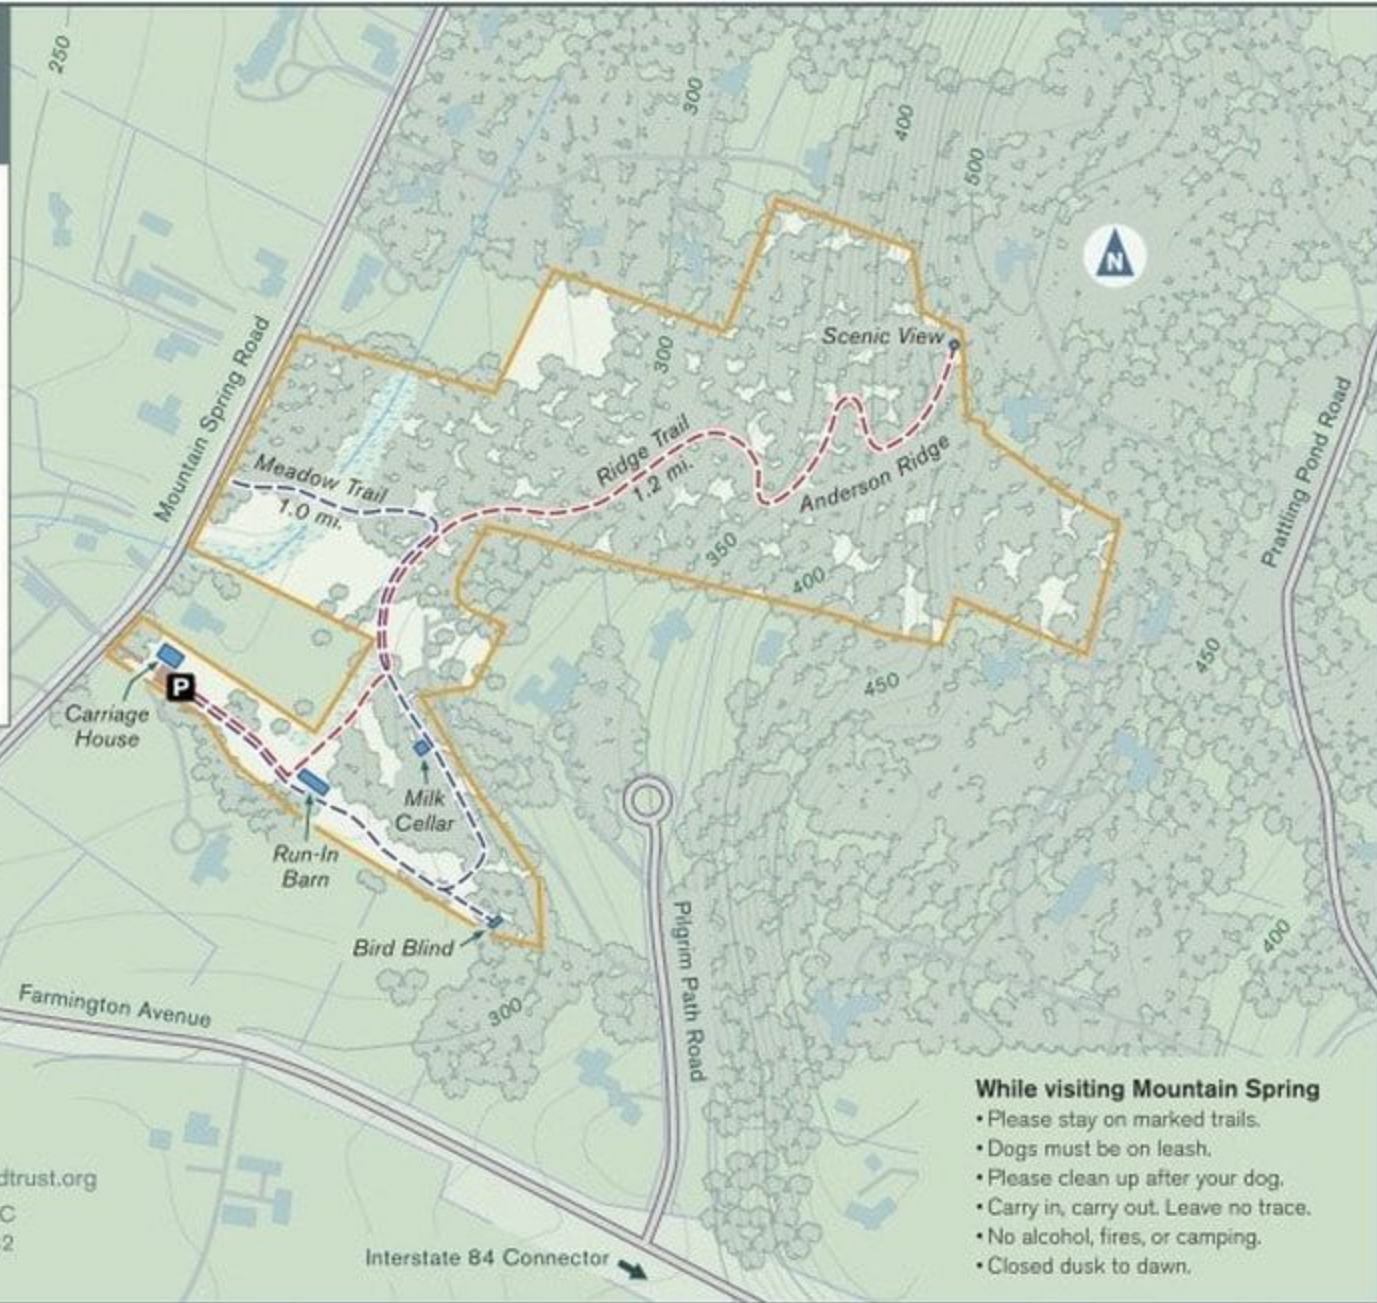 250
300
400
500
N
Mountain Spring Road
Scenic View
300
Ridge Trail
1.2 mi.
Anderson Ridge
Meadow Trail
1.0 mi.
Prattling Pond Road
350
400
450
450
P
Carriage
House
Milk
Cellar
Run-In
Barn
Bird Blind
Pilgrim Path Road
400
Farmington Avenue
300
Interstate 84 Connector
dtrust.org
C
2
While visiting Mountain Spring
• Please stay on marked trails.
• Dogs must be on leash.
• Please clean up after your dog.
• Carry in, carry out. Leave no trace.
• No alcohol, fires, or camping.
• Closed dusk to dawn.